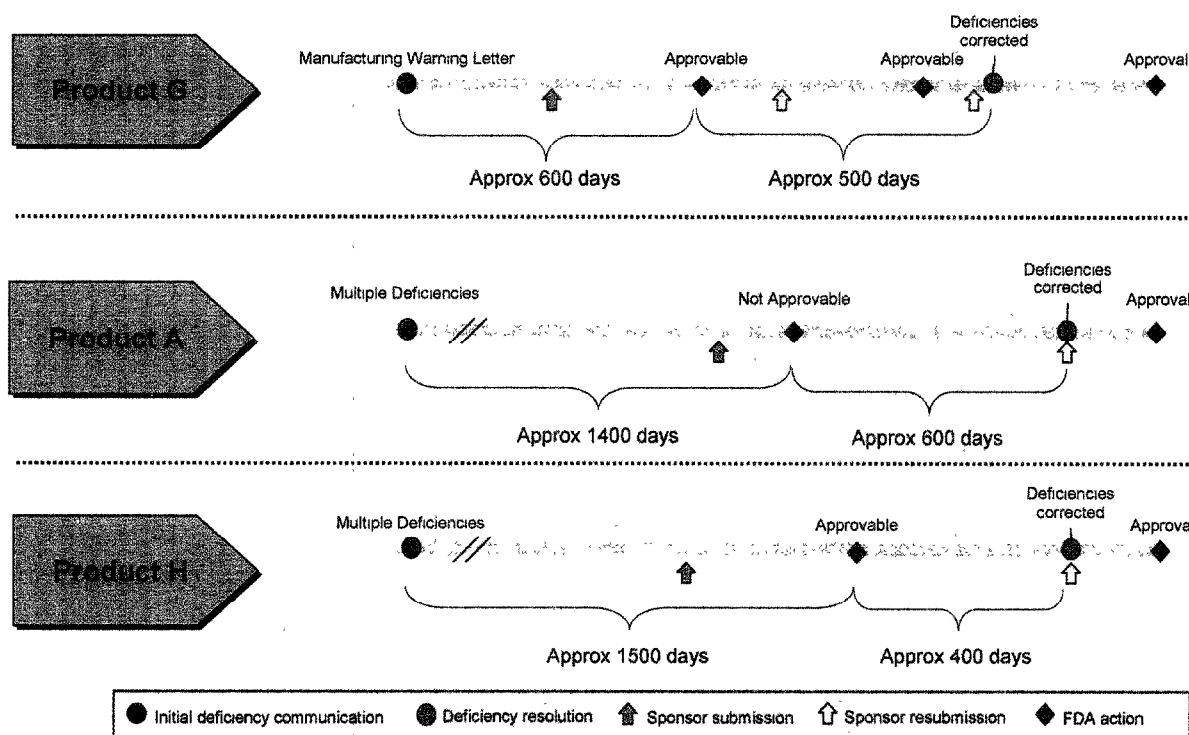 Deficiencies
corrected
Manufacturing Warning Letter Approvable Approvable Approval
Product G
Approx 600 days Approx 500 days
Deficiencies
corrected
Multiple Deficiencies Not Approvable Approval
Product A
Approx 1400 days Approx 600 days
Deficiencies
corrected
Multiple Deficiencies Approvable Approval
Product H
Approx 1500 days Approx 400 days
Initial deficiency communication Deficiency resolution Sponsor submission Sponsor resubmission FDA action